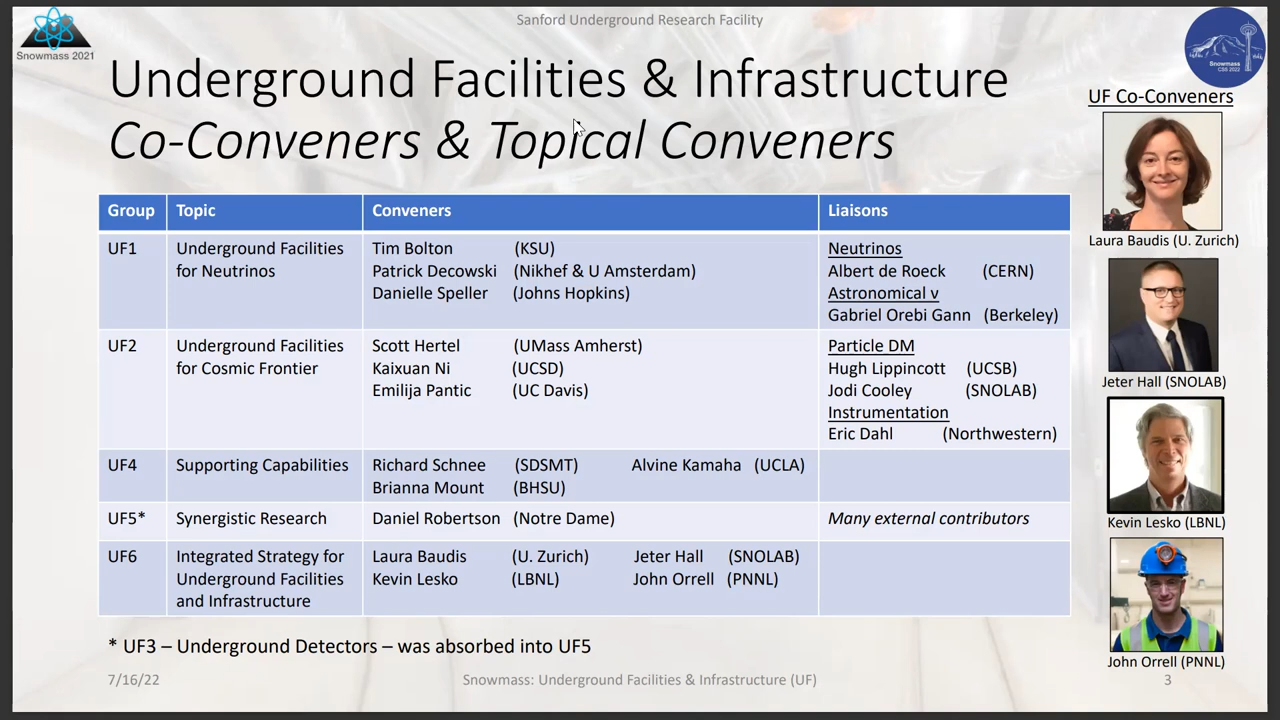 Sanford Underground Research Facility
Snowmass 2021
Snowmass
CSS 2022
Underground Facilities & Infrastructure
Co-Conveners & Topical Conveners
Group Topic Conveners Liaisons
UF1 Underground Facilities for Neutrinos
Tim Bolton (KSU)
Patrick Decowski (Nikhef & U Amsterdam)
Danielle Speller (Johns Hopkins)
Neutrinos
Albert de Roeck (CERN)
Astronomical ν
Gabriel Orebi Gann (Berkeley)
UF2 Underground Facilities for Cosmic Frontier
Scott Hertel (UMass Amherst)
Kaixuan Ni (UCSD)
Emilija Pantic (UC Davis)
Particle DM
Hugh Lippincott (UCSB)
Jodi Cooley (SNOLAB)
Instrumentation
Eric Dahl (Northwestern)
UF4 Supporting Capabilities
Richard Schnee (SDSMT) Alvine Kamaha (UCLA)
Brianna Mount (BHSU)
UF5* Synergistic Research
Daniel Robertson (Notre Dame)
Many external contributors
UF6 Integrated Strategy for Underground Facilities and Infrastructure
Laura Baudis (U. Zurich) Jeter Hall (SNOLAB)
Kevin Lesko (LBNL) John Orrell (PNNL)
* UF3 – Underground Detectors – was absorbed into UF5
UF Co-Conveners
Laura Baudis (U. Zurich)
Jeter Hall (SNOLAB)
Kevin Lesko (LBNL)
John Orrell (PNNL)
7/16/22
Snowmass: Underground Facilities & Infrastructure (UF)
3